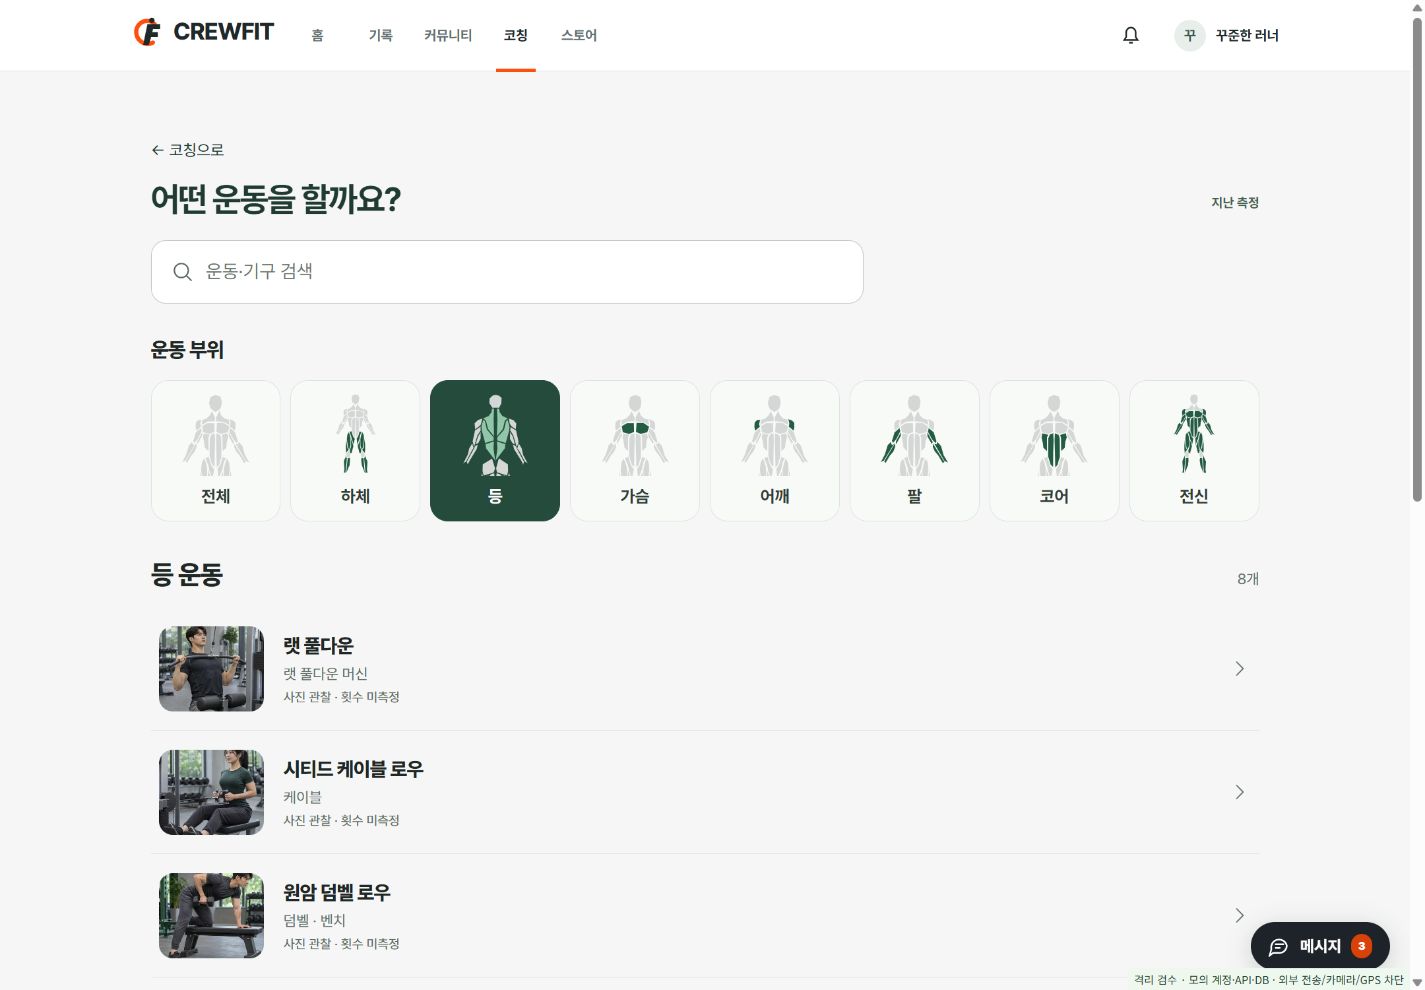 CREWFIT 홈 기록 커뮤니티 코칭 스토어 꾸 꾸준한 러너
← 코칭으로
어떤 운동을 할까요?
지난 측정
운동·기구 검색
운동 부위
전체 하체 등 가슴 어깨 팔 코어 전신
등 운동
8개
랫 풀다운
랫 풀다운 머신
사진 관찰 · 횟수 미측정
시티드 케이블 로우
케이블
사진 관찰 · 횟수 미측정
원암 덤벨 로우
덤벨 · 벤치
사진 관찰 · 횟수 미측정
메시지 3
격리 검수 · 모의 계정·API·DB · 외부 전송/카메라/GPS 차단